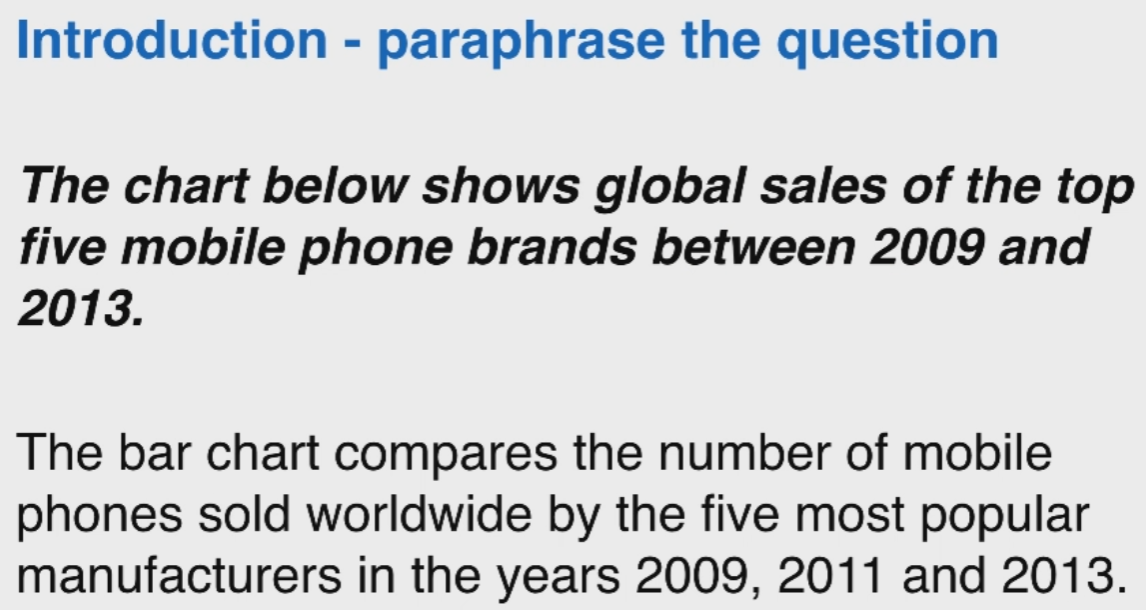 Introduction - paraphrase the question
The chart below shows global sales of the top
five mobile phone brands between 2009 and
2013.
The bar chart compares the number of mobile
phones sold worldwide by the five most popular
manufacturers in the years 2009, 2011 and 2013.